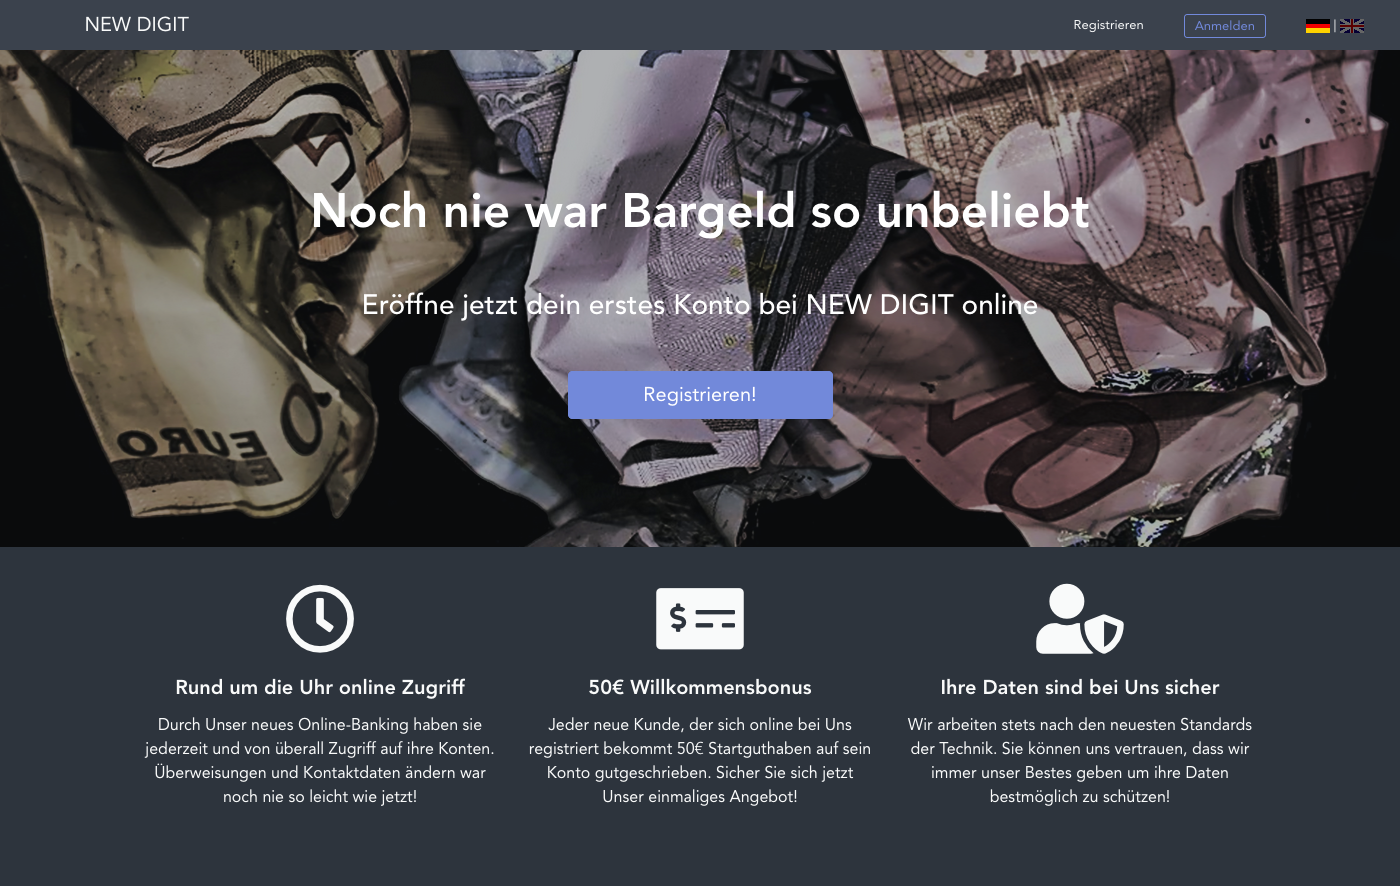 NEW DIGIT
Registrieren
Anmelden
|
Noch nie war Bargeld so unbeliebt
Eröffne jetzt dein erstes Konto bei NEW DIGIT online
Registrieren!
EURO
Rund um die Uhr online Zugriff
Durch Unser neues Online-Banking haben sie
jederzeit und von überall Zugriff auf ihre Konten.
Überweisungen und Kontaktdaten ändern war
noch nie so leicht wie jetzt!
50€ Willkommensbonus
Jeder neue Kunde, der sich online bei Uns
registriert bekommt 50€ Startguthaben auf sein
Konto gutgeschrieben. Sicher Sie sich jetzt
Unser einmaliges Angebot!
Ihre Daten sind bei Uns sicher
Wir arbeiten stets nach den neuesten Standards
der Technik. Sie können uns vertrauen, dass wir
immer unser Bestes geben um ihre Daten
bestmöglich zu schützen!